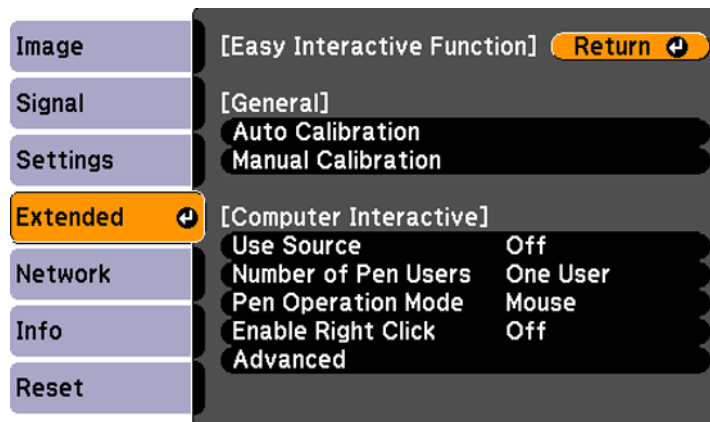 Image
Signal
Settings
Extended
Network
Info
Reset
[Easy Interactive Function] Return
[General]
Auto Calibration
Manual Calibration
[Computer Interactive]
Use Source Off
Number of Pen Users One User
Pen Operation Mode Mouse
Enable Right Click Off
Advanced